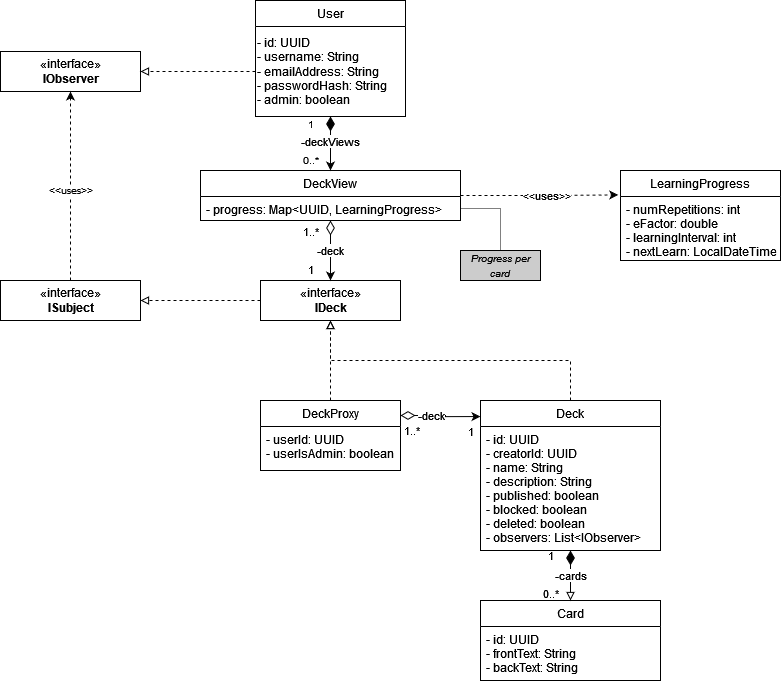 User
- id: UUID
- username: String
- emailAddress: String
- passwordHash: String
- admin: boolean
«interface»
IObserver
1
-deckViews
0..*
DeckView
- progress: Map<UUID, LearningProgress>
<<uses>>
LearningProgress
- numRepetitions: int
- eFactor: double
- learningInterval: int
- nextLearn: LocalDateTime
<<uses>>
1..*
-deck
1
Progress per
card
«interface»
ISubject
«interface»
IDeck
DeckProxy
- userId: UUID
- userIsAdmin: boolean
-deck
1..*
1
Deck
- id: UUID
- creatorId: UUID
- name: String
- description: String
- published: boolean
- blocked: boolean
- deleted: boolean
- observers: List<IObserver>
1
-cards
0..*
Card
- id: UUID
- frontText: String
- backText: String